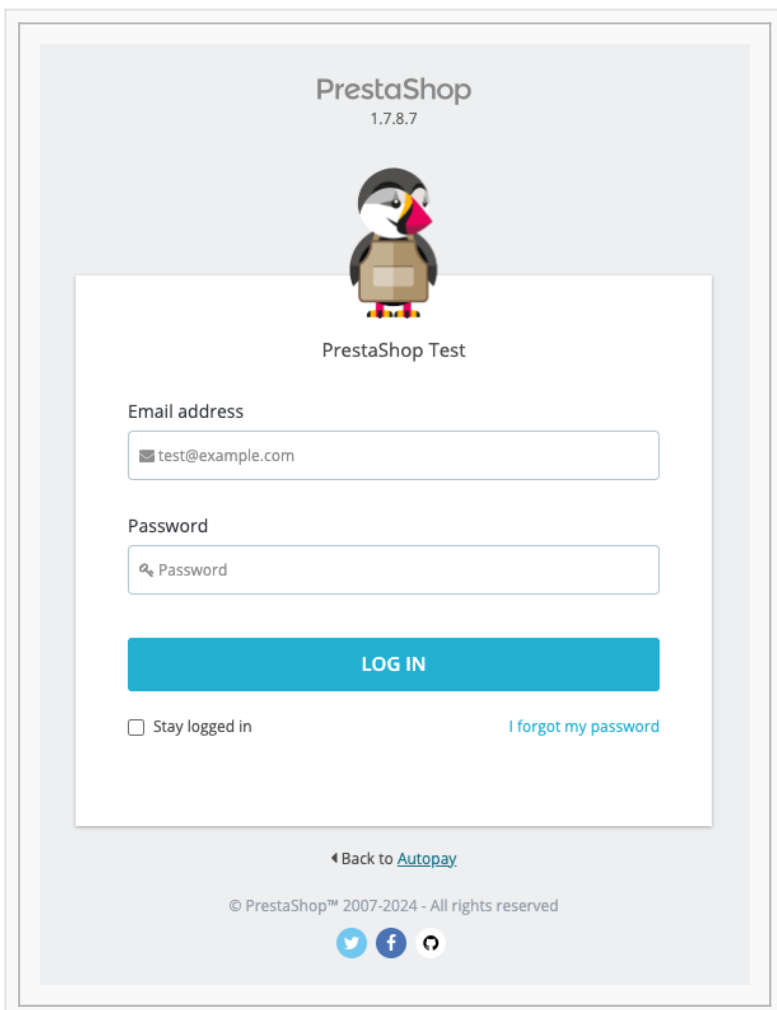 PrestaShop
1.7.8.7
PrestaShop Test
Email address
test@example.com
Password
Password
LOG IN
Stay logged in
I forgot my password
Back to Autopay
© PrestaShop™ 2007-2024 - All rights reserved